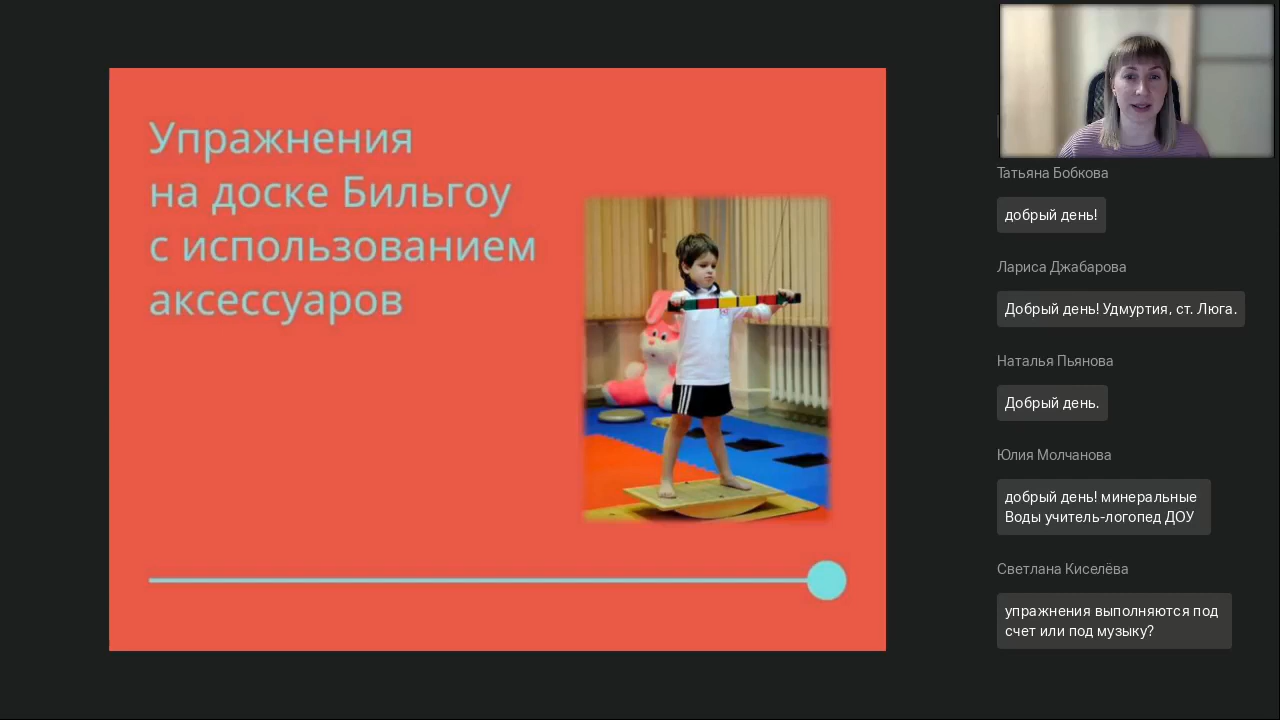 Упражнения
на доске Бильгоу
с использованием
аксессуаров
Татьяна Бобкова
добрый день!
Лариса Джабарова
Добрый день! Удмуртия, ст. Люга.
Наталья Пьянова
Добрый день.
Юлия Молчанова
добрый день! минеральные
Воды учитель-логопед ДОУ
Светлана Киселёва
упражнения выполняются под
счет или под музыку?